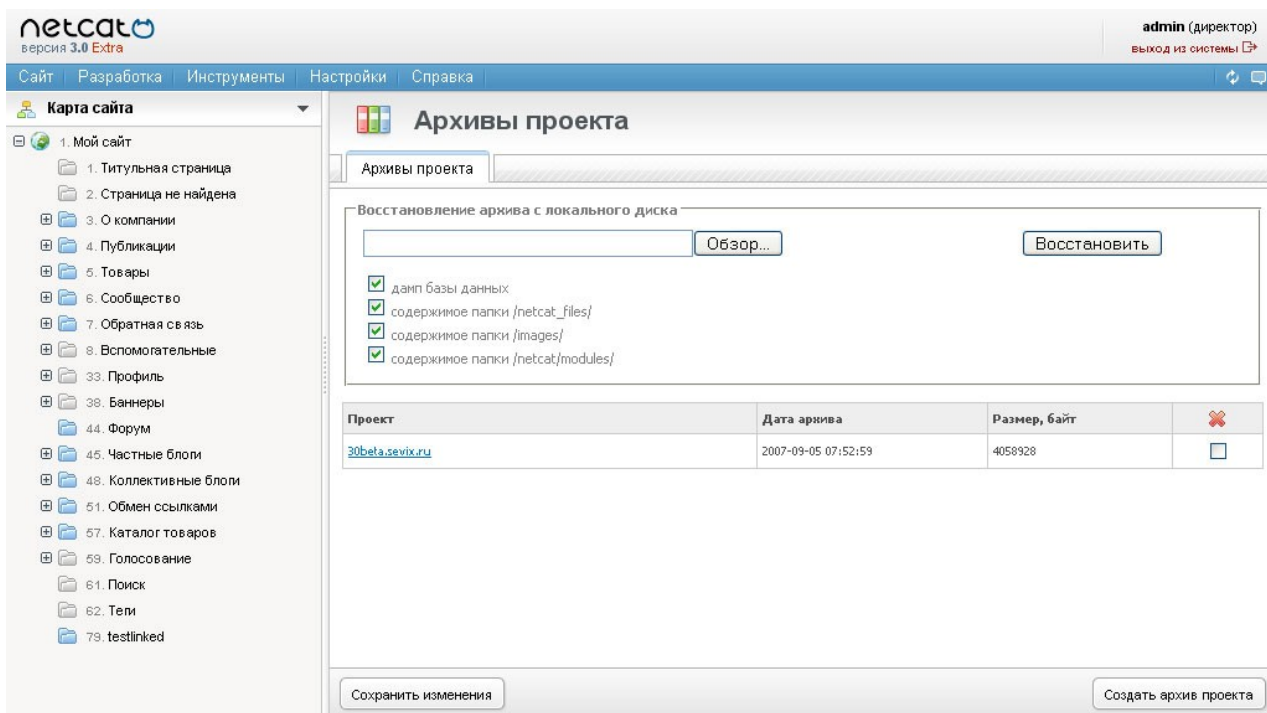 netcat
версия 3.0 Extra
admin (директор)
выход из системы
Сайт Разработка Инструменты Настройки Справка
Карта сайта
1. Мой сайт
1. Титульная страница
2. Страница не найдена
3. О компании
4. Публикации
5. Товары
6. Сообщество
7. Обратная связь
8. Вспомогательные
33. Профиль
38. Баннеры
44. Форум
45. Частные блоги
48. Коллективные блоги
51. Обмен ссылками
57. Каталог товаров
59. Голосование
61. Поиск
62. Теги
79. testlinked
Архивы проекта
Архивы проекта
Восстановление архива с локального диска
Обзор... Восстановить
дамп базы данных
содержимое папки /netcat_files/
содержимое папки /images/
содержимое папки /netcat/modules/
Проект Дата архива Размер, байт
30beta.sevix.ru 2007-09-05 07:52:59 4058928
Сохранить изменения Создать архив проекта